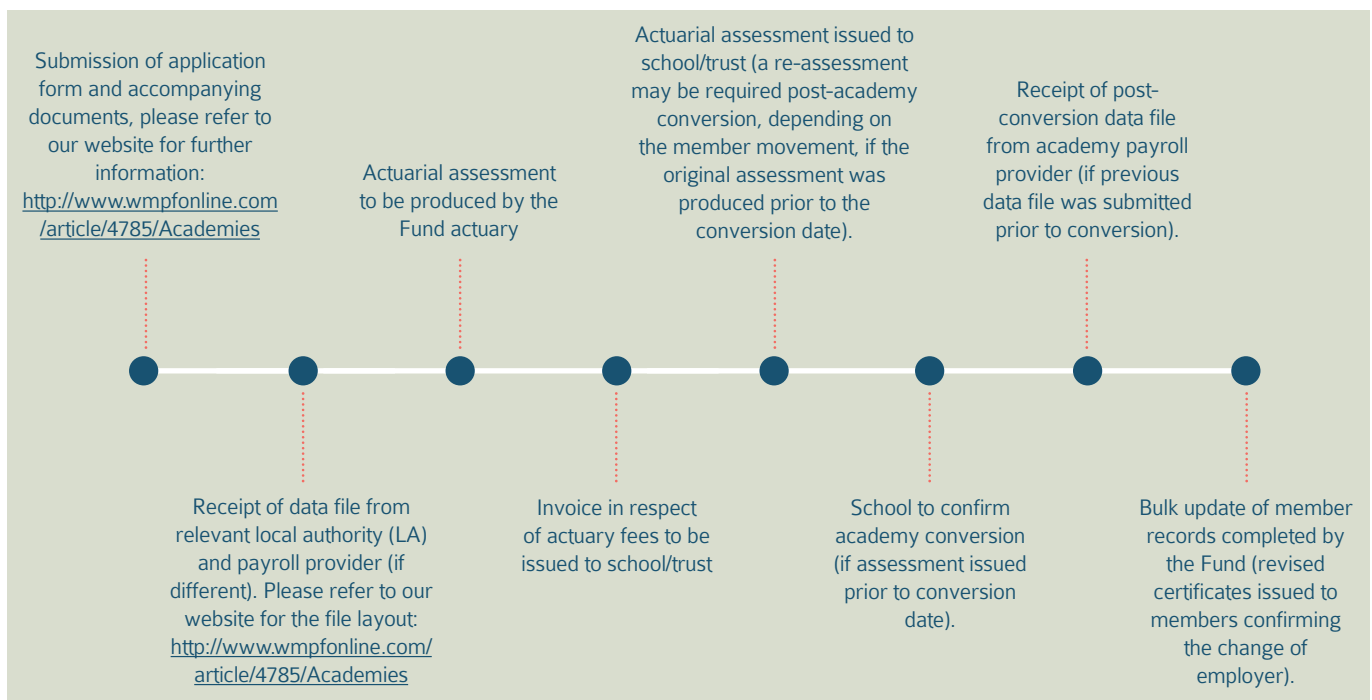 Submission of application
form and accompanying
documents, please refer to
our website for further
information:
http://www.wmpfonline.com
/article/4785/Academies
Receipt of data file from
relevant local authority (LA)
and payroll provider (if
different). Please refer to our
website for the file layout:
http://www.wmpfonline.com/
article/4785/Academies
Actuarial assessment
to be produced by the
Fund actuary
Invoice in respect
of actuary fees to be
issued to school/trust
Actuarial assessment issued to
school/trust (a re-assessment
may be required post-academy
conversion, depending on
the member movement, if the
original assessment was
produced prior to the
conversion date).
School to confirm
academy conversion
(if assessment issued
prior to conversion
date).
Receipt of post-
conversion data file
from academy payroll
provider (if previous
data file was submitted
prior to conversion).
Bulk update of member
records completed by
the Fund (revised
certificates issued to
members confirming
the change of
employer).